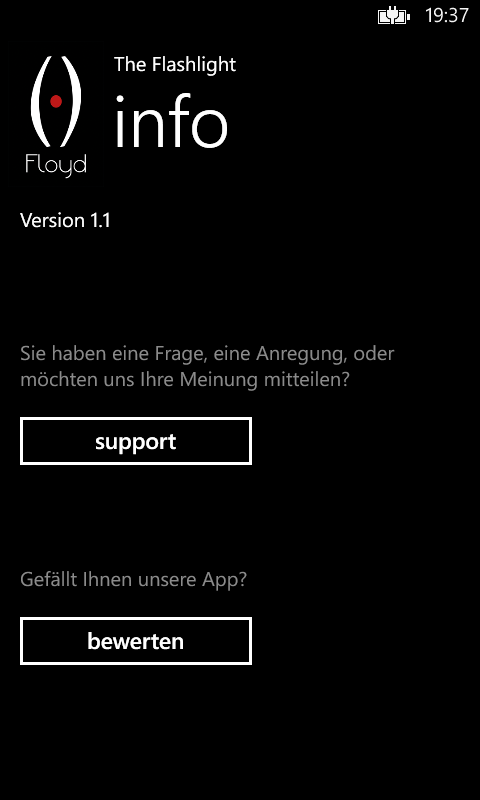 19:37
The Flashlight
info
Floyd
Version 1.1
Sie haben eine Frage, eine Anregung, oder
möchten uns Ihre Meinung mitteilen?
support
Gefällt Ihnen unsere App?
bewerten